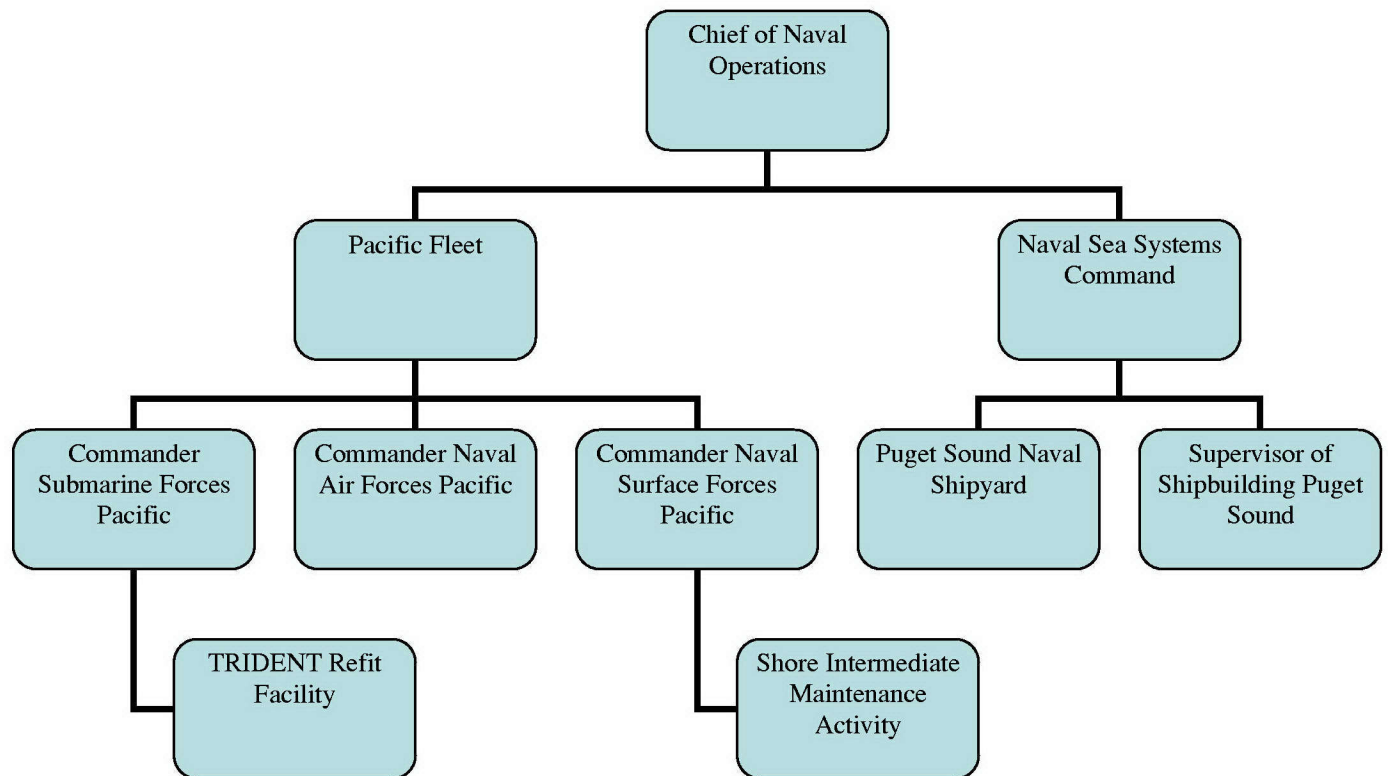 Chief of Naval
Operations
Pacific Fleet
Naval Sea Systems
Command
Commander
Submarine Forces
Pacific
Commander Naval
Air Forces Pacific
Commander Naval
Surface Forces
Pacific
Puget Sound Naval
Shipyard
Supervisor of
Shipbuilding Puget
Sound
TRIDENT Refit
Facility
Shore Intermediate
Maintenance
Activity